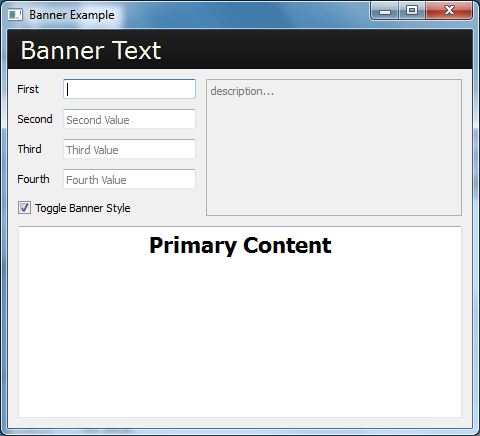 Banner Example
Banner Text
First
description...
Second Second Value
Third Third Value
Fourth Fourth Value
Toggle Banner Style
Primary Content